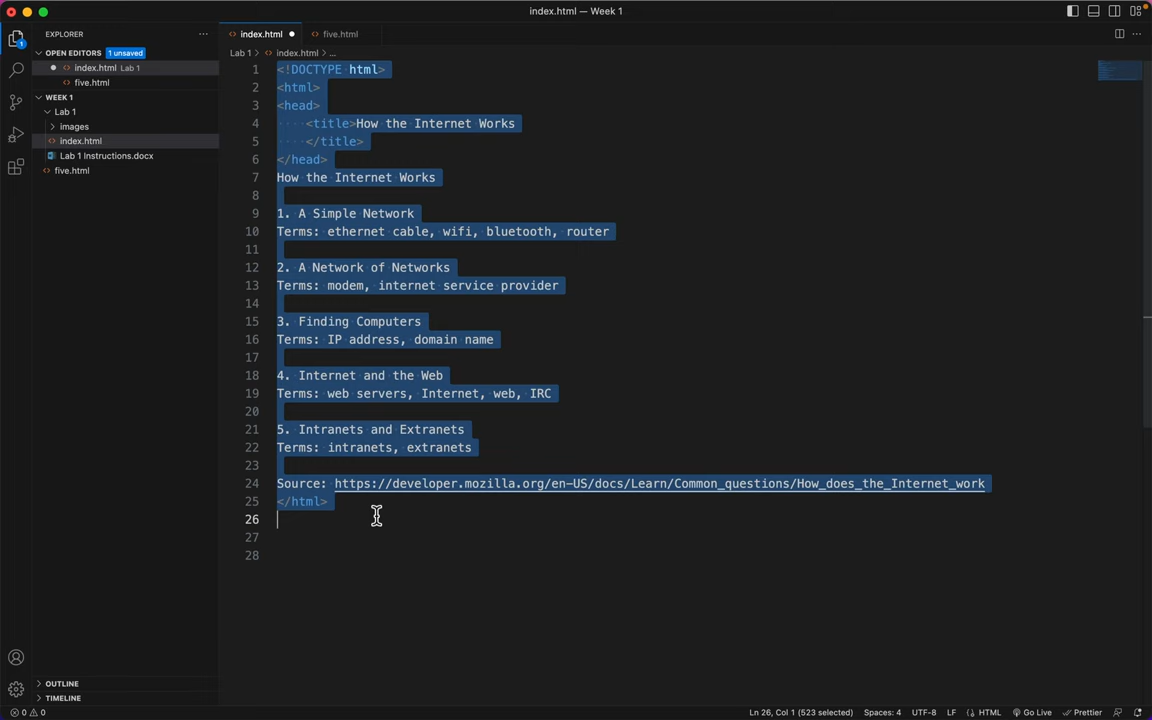 index.html — Week 1
EXPLORER
OPEN EDITORS 1 unsaved
index.html Lab 1
five.html
WEEK 1
Lab 1
images
index.html
Lab 1 Instructions.docx
five.html
OUTLINE
TIMELINE
1
index.html
five.html
Lab 1 > index.html > ...
1 <!DOCTYPE html>
2 <html>
3 <head>
4 ····<title>How the Internet Works
5 ····</title>
6 </head>
7 How the Internet Works
8
9 1. A Simple Network
10 Terms: ethernet cable, wifi, bluetooth, router
11
12 2. A Network of Networks
13 Terms: modem, internet service provider
14
15 3. Finding Computers
16 Terms: IP address, domain name
17
18 4. Internet and the Web
19 Terms: web servers, Internet, web, IRC
20
21 5. Intranets and Extranets
22 Terms: intranets, extranets
23
24 Source: https://developer.mozilla.org/en-US/docs/Learn/Common_questions/How_does_the_Internet_work
25 </html>
26
27
28
0 0 Ln 26, Col 1 (523 selected) Spaces: 4 UTF-8 LF {} HTML Go Live Prettier